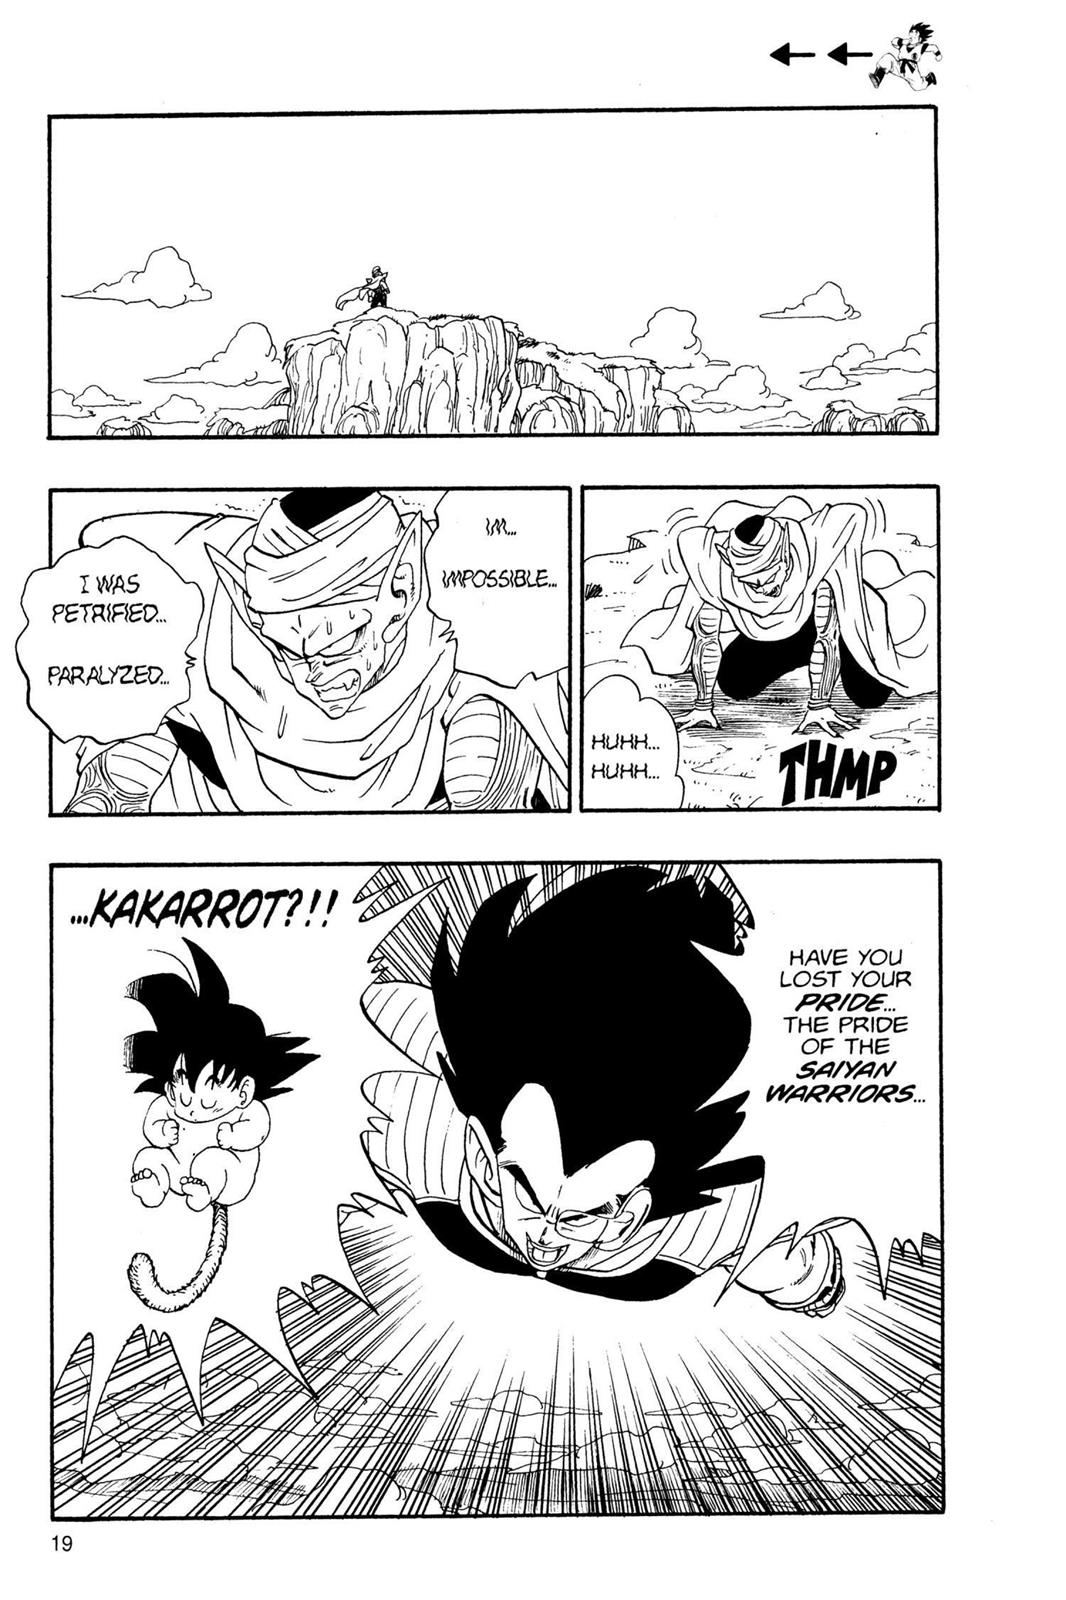 HUHH...
HUHH...
THMP
IM...
IMPOSSIBLE...
I WAS
PETRIFIED...
PARALYZED...
HAVE YOU
LOST YOUR
PRIDE...
THE PRIDE
OF THE
SAIYAN
WARRIORS...
...KAKARROT?!!
19